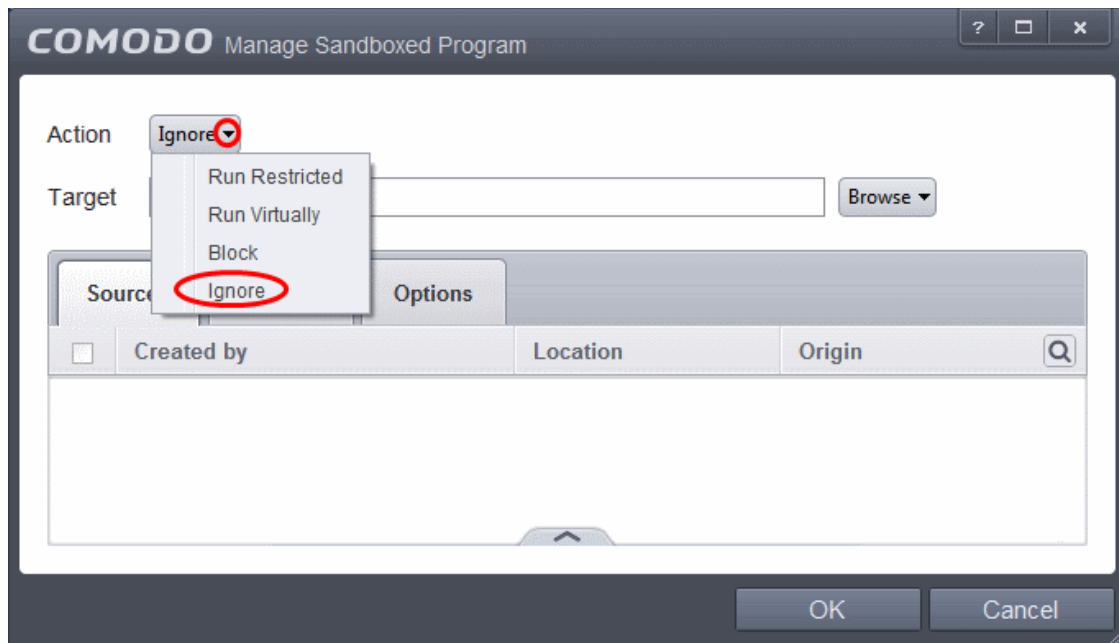 COMODO Manage Sandboxed Program
?
Action Ignore
Run Restricted
Target Browse
Run Virtually
Block
Ignore
Options
Created by Location Origin
OK Cancel